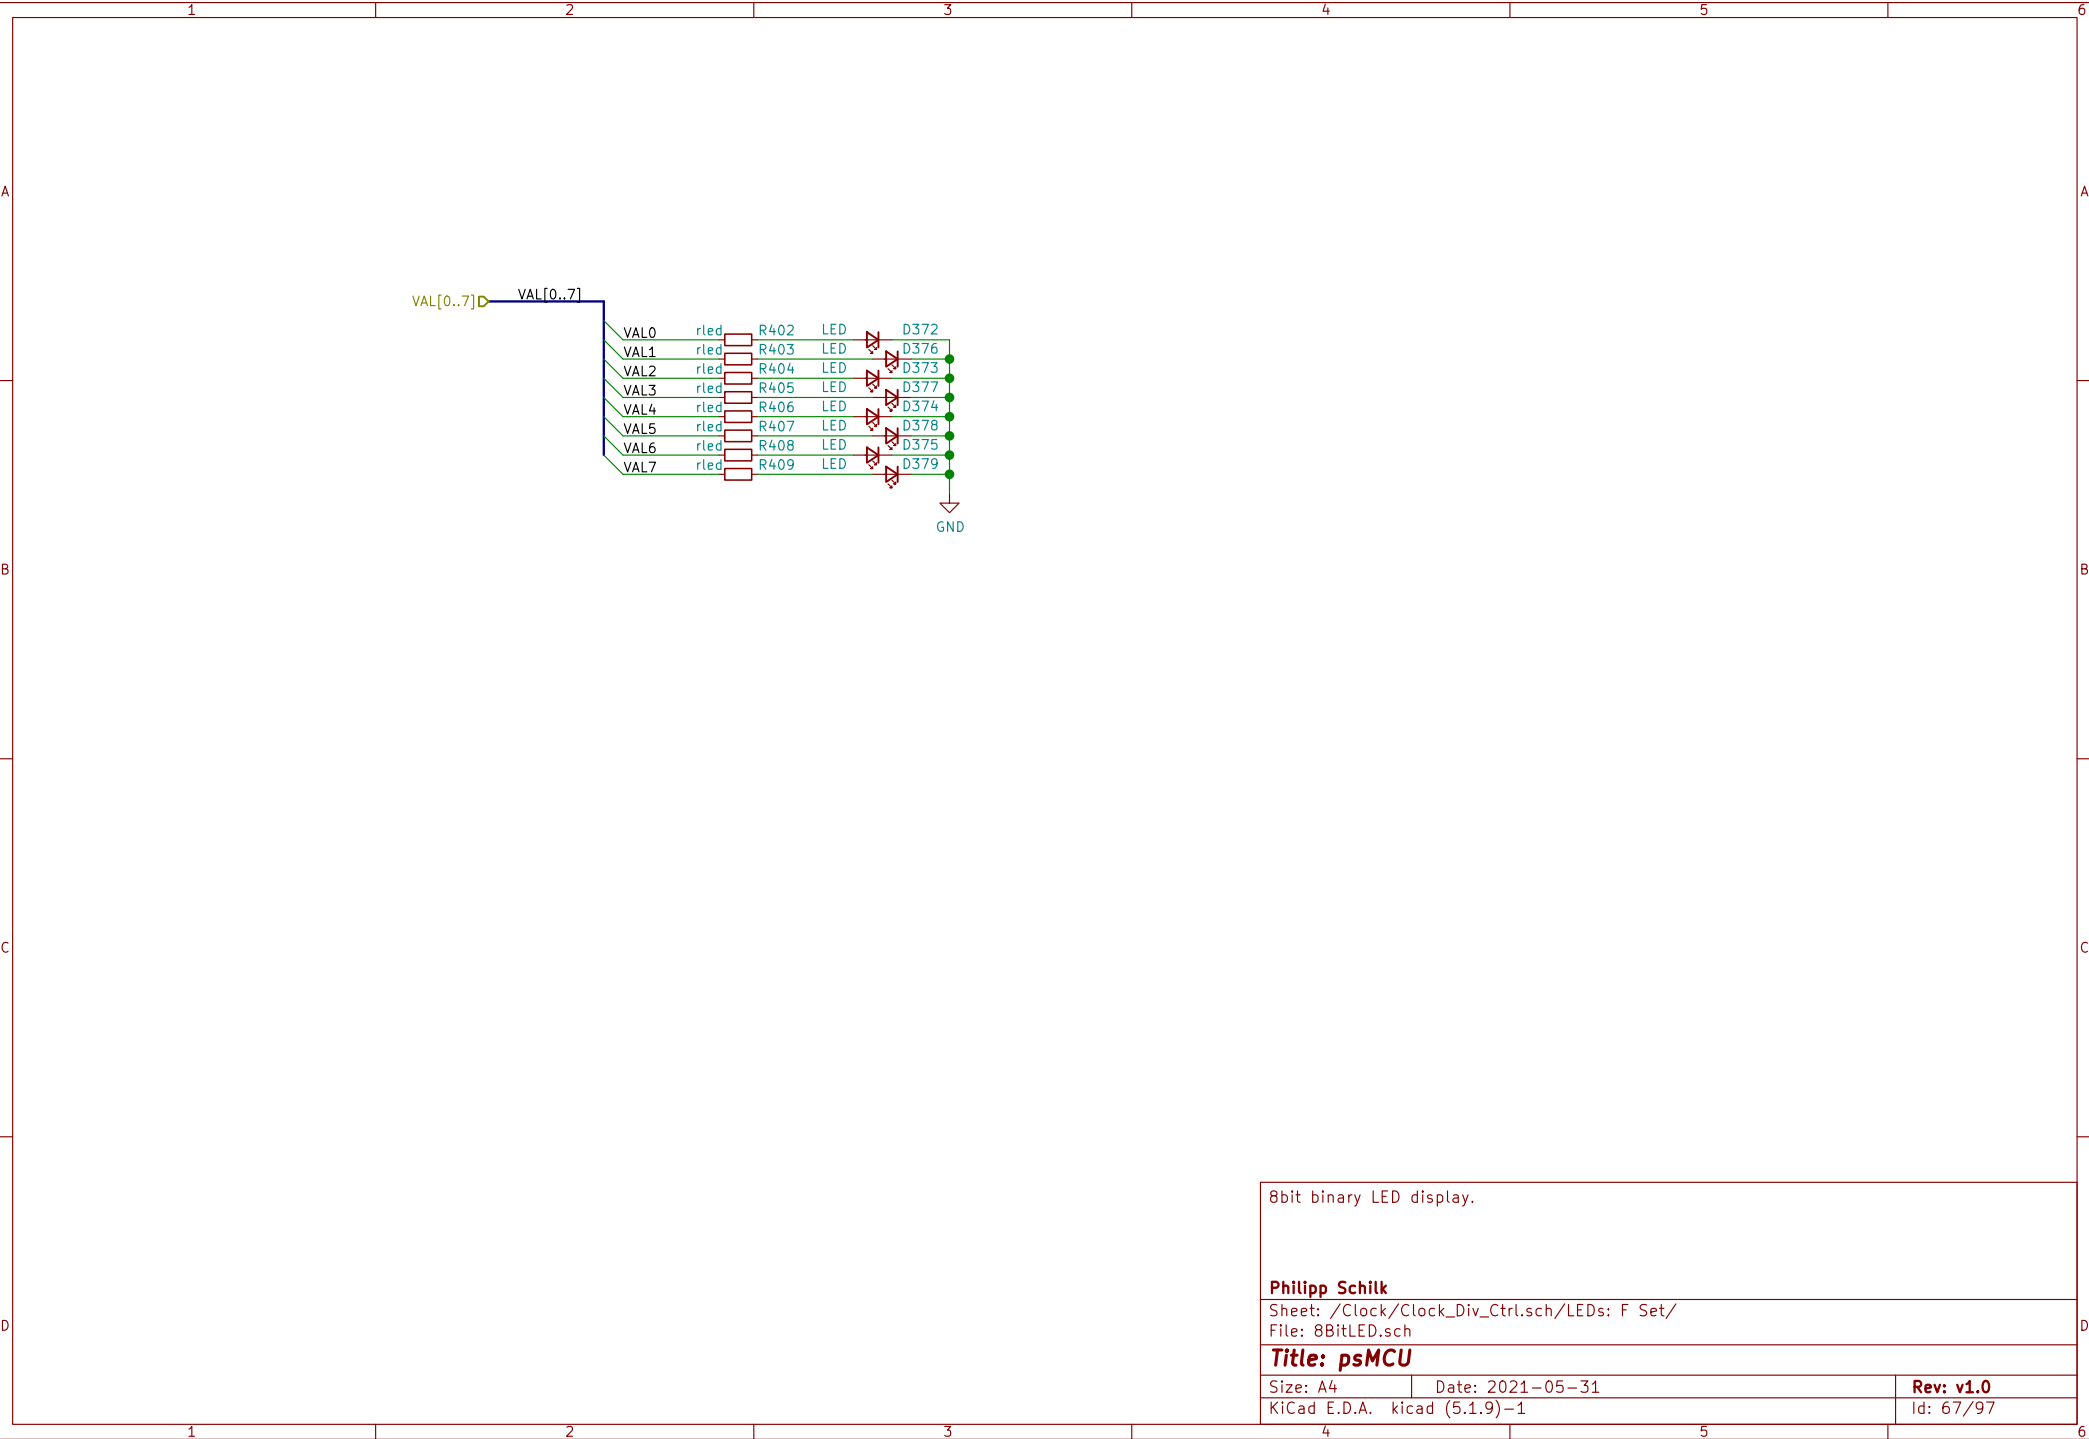 1 2 3 4 5 6
A A
VAL[0..7] VAL[0..7]
VAL0 rled R402 LED D372
VAL1 rled R403 LED D376
VAL2 rled R404 LED D373
VAL3 rled R405 LED D377
VAL4 rled R406 LED D374
VAL5 rled R407 LED D378
VAL6 rled R408 LED D375
VAL7 rled R409 LED D379
GND
B B
C C
8bit binary LED display.
Philipp Schilk
Sheet: /Clock/Clock_Div_Ctrl.sch/LEDs: F Set/
D D
File: 8BitLED.sch
Title: psMCU
Size: A4 Date: 2021-05-31 Rev: v1.0
KiCad E.D.A. kicad (5.1.9)-1 Id: 67/97
1 2 3 4 5 6